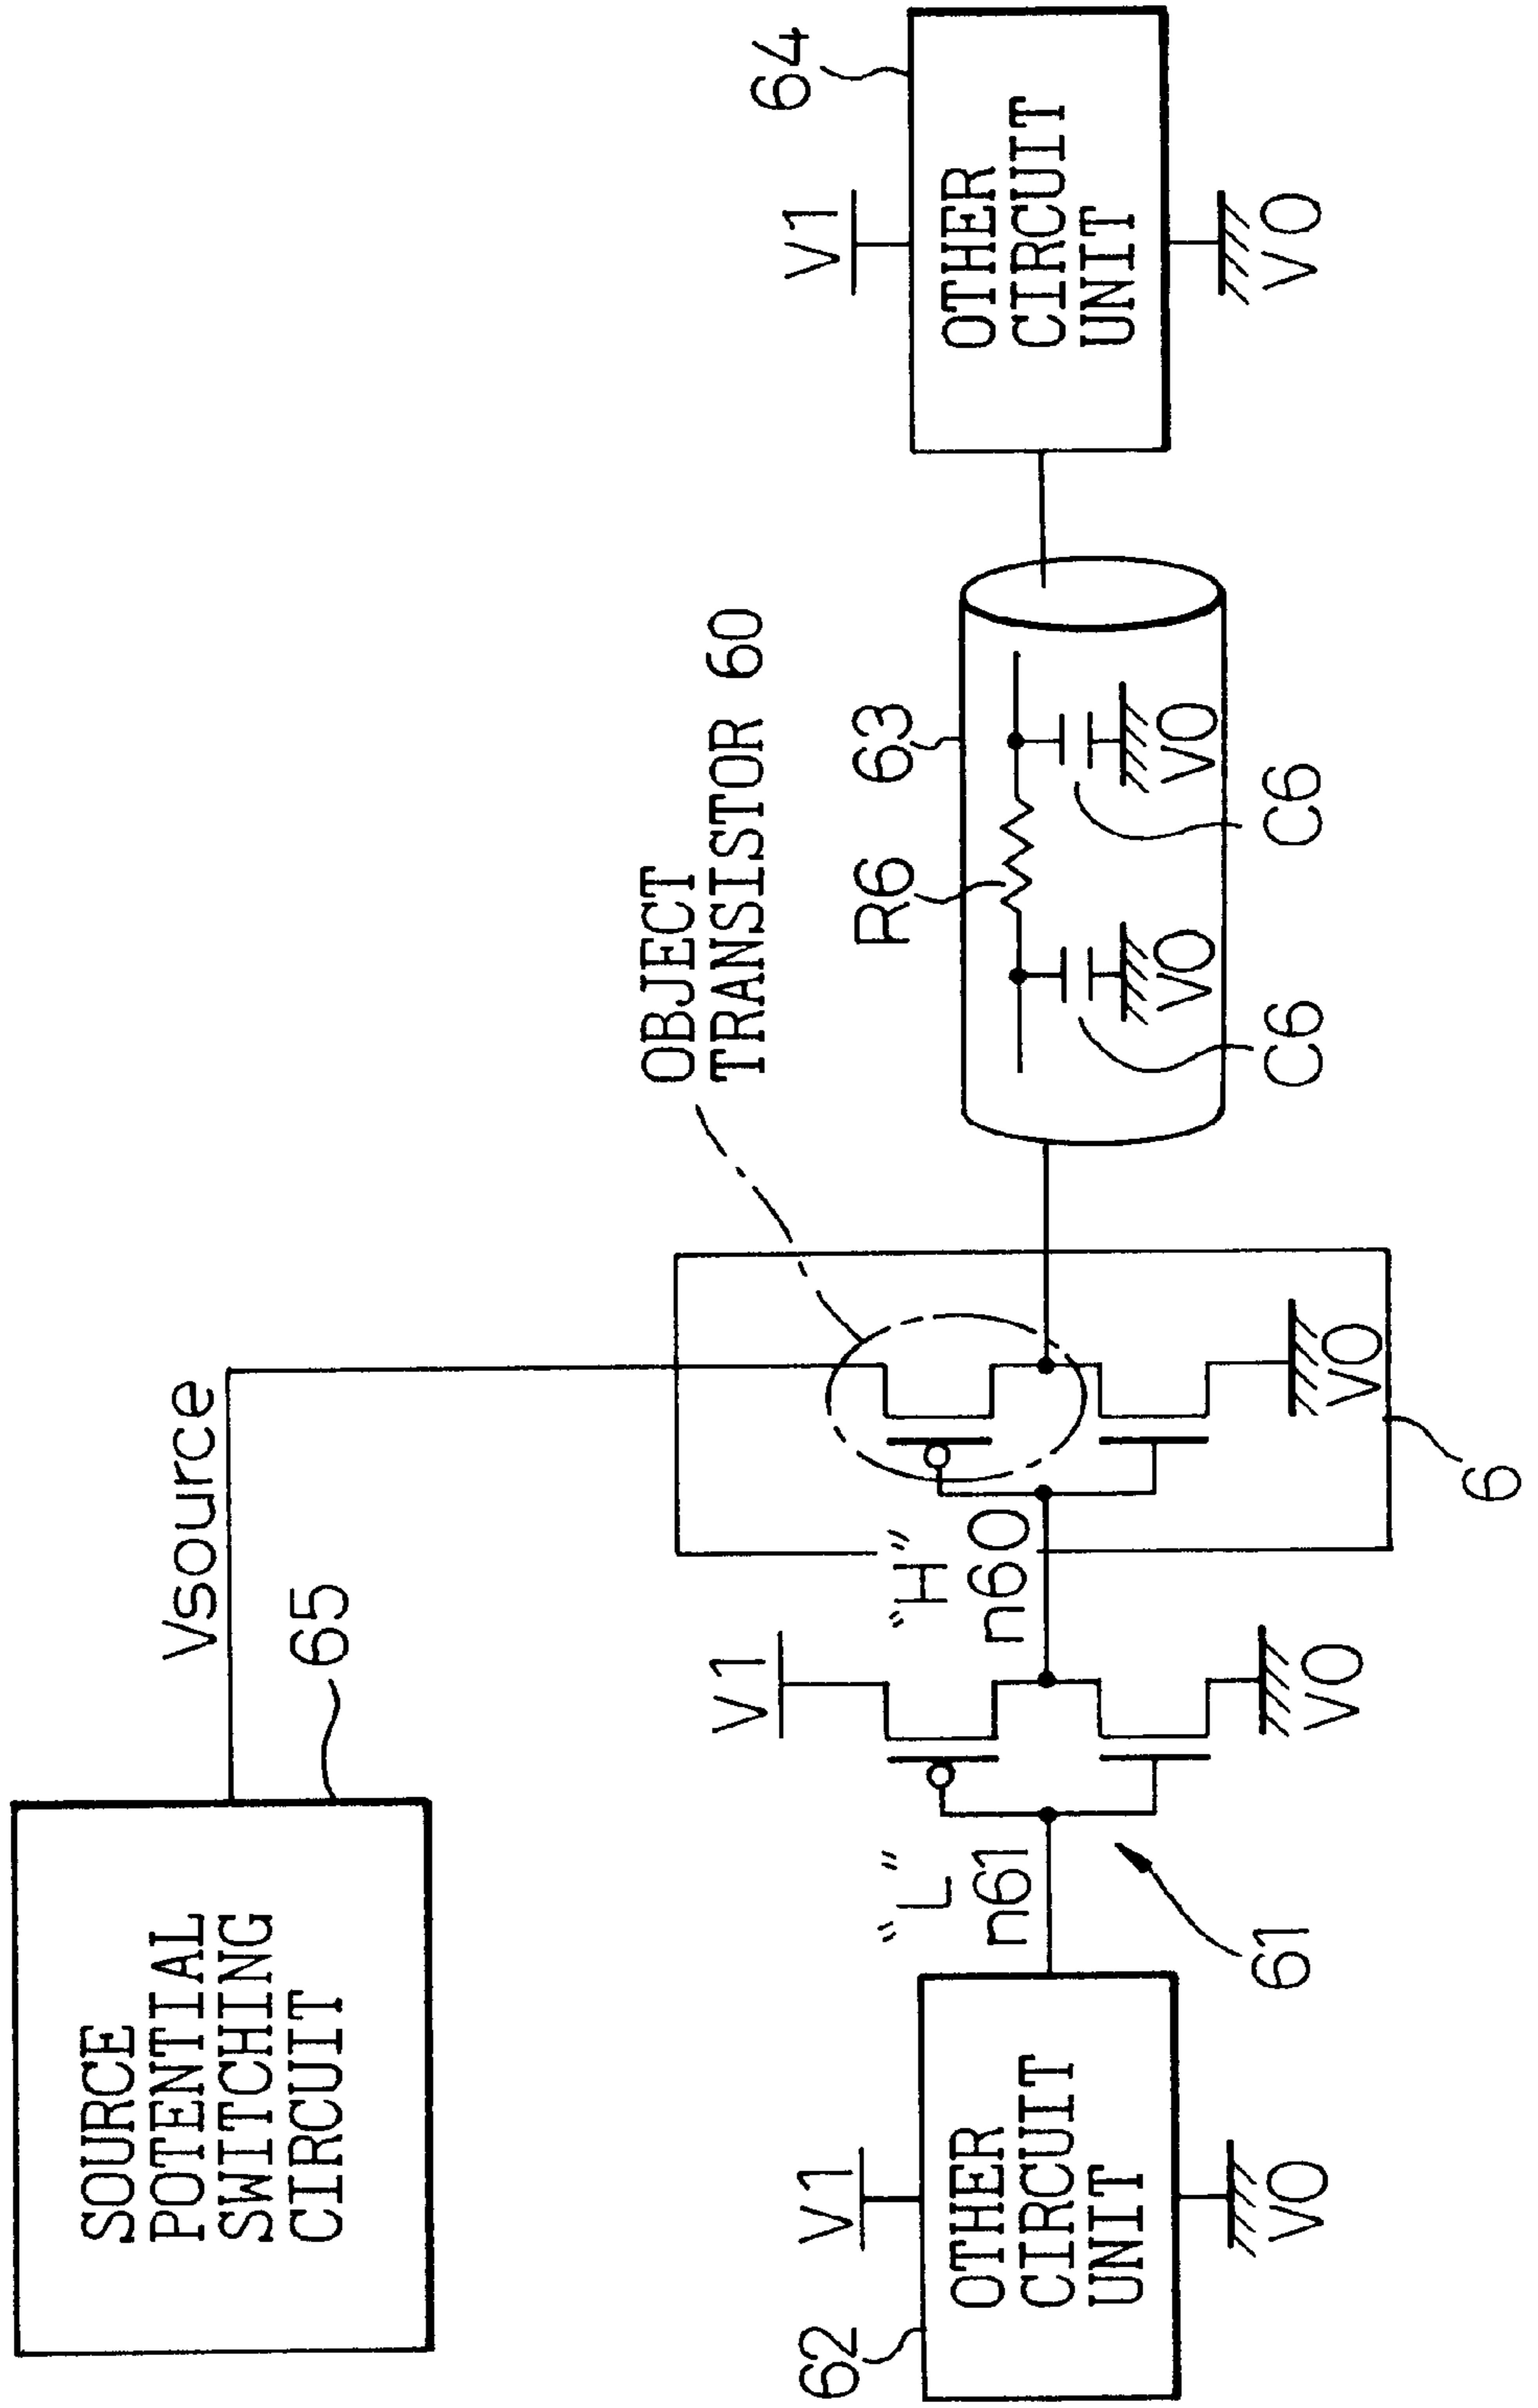 SOURCE
POTENTIAL
SWITCHING
CIRCUIT
65
Vsource
OBJECT
TRANSISTOR 60
62
V1
OTHER
CIRCUIT
UNIT
V0
"L"
n61
61
V1
V0
"H"
n60
V0
6
63
R6
V0
V0
C6
C6
64
V1
OTHER
CIRCUIT
UNIT
V0